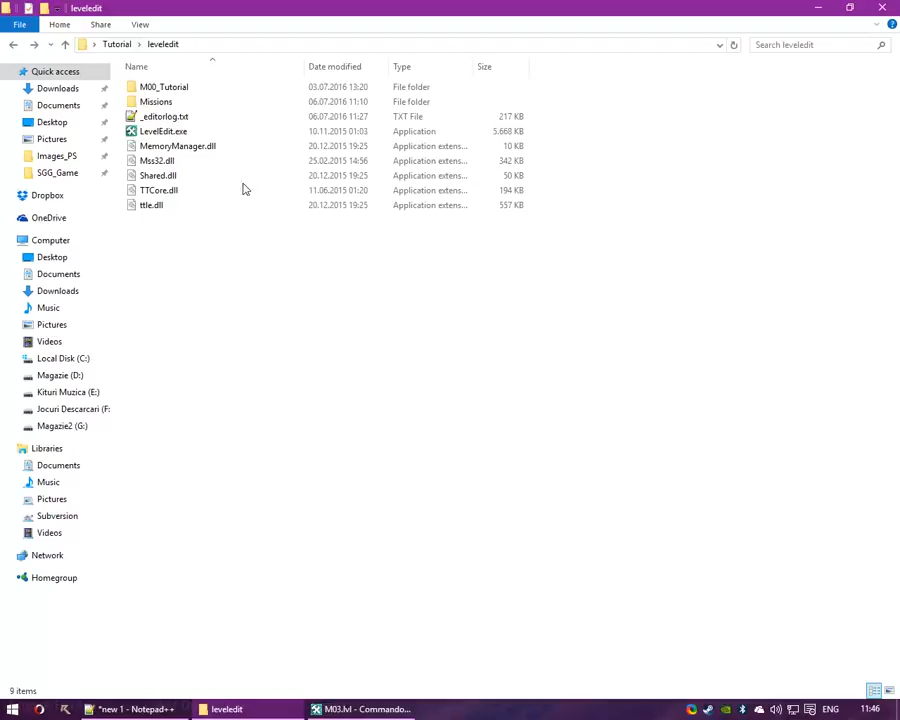 leveledit
File Home Share View
Tutorial leveledit Search leveledit
Name Date modified Type Size
Quick access
Downloads
Documents
Desktop
Pictures
Images_PS
SGG_Game
Dropbox
OneDrive
Computer
Desktop
Documents
Downloads
Music
Pictures
Videos
Local Disk (C:)
Magazie (D:)
Kituri Muzica (E:)
Jocuri Descarcari (F:
Magazie2 (G:)
Libraries
Documents
Music
Pictures
Subversion
Videos
Network
Homegroup
M00_Tutorial 03.07.2016 13:20 File folder
Missions 06.07.2016 11:10 File folder
_editorlog.txt 06.07.2016 11:27 TXT File 217 KB
LevelEdit.exe 10.11.2015 01:03 Application 5.668 KB
MemoryManager.dll 20.12.2015 19:25 Application extens... 10 KB
Mss32.dll 25.02.2015 14:56 Application extens... 342 KB
Shared.dll 20.12.2015 19:25 Application extens... 50 KB
TTCore.dll 11.06.2015 01:20 Application extens... 194 KB
ttle.dll 20.12.2015 19:25 Application extens... 557 KB
9 items
*new 1 - Notepad++ leveledit M03.lvl - Commando... ENG 11:46